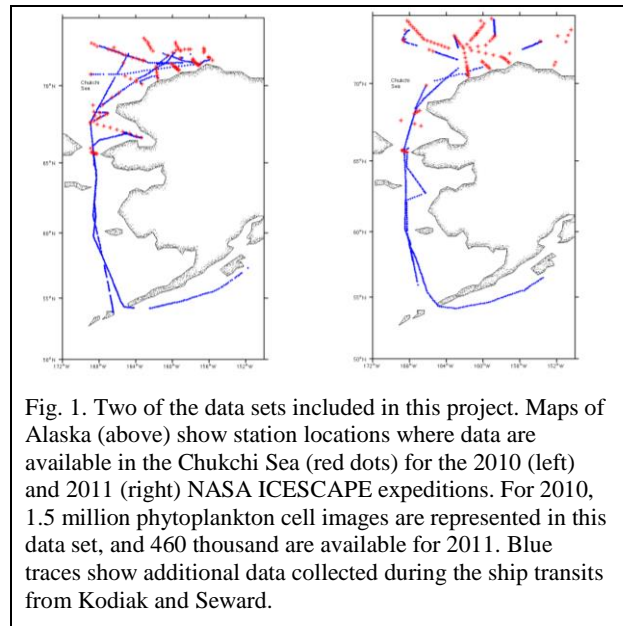 70°N
Chukchi
Sea
65°N
60°N
55°N
50°N
172°W 168°W 164°W 160°W 156°W 152°W
70°N
Chukchi
Sea
65°N
60°N
55°N
50°N
172°W 168°W 164°W 160°W 156°W 152°W
Fig. 1. Two of the data sets included in this project. Maps of
Alaska (above) show station locations where data are
available in the Chukchi Sea (red dots) for the 2010 (left)
and 2011 (right) NASA ICESCAPE expeditions. For 2010,
1.5 million phytoplankton cell images are represented in this
data set, and 460 thousand are available for 2011. Blue
traces show additional data collected during the ship transits
from Kodiak and Seward.